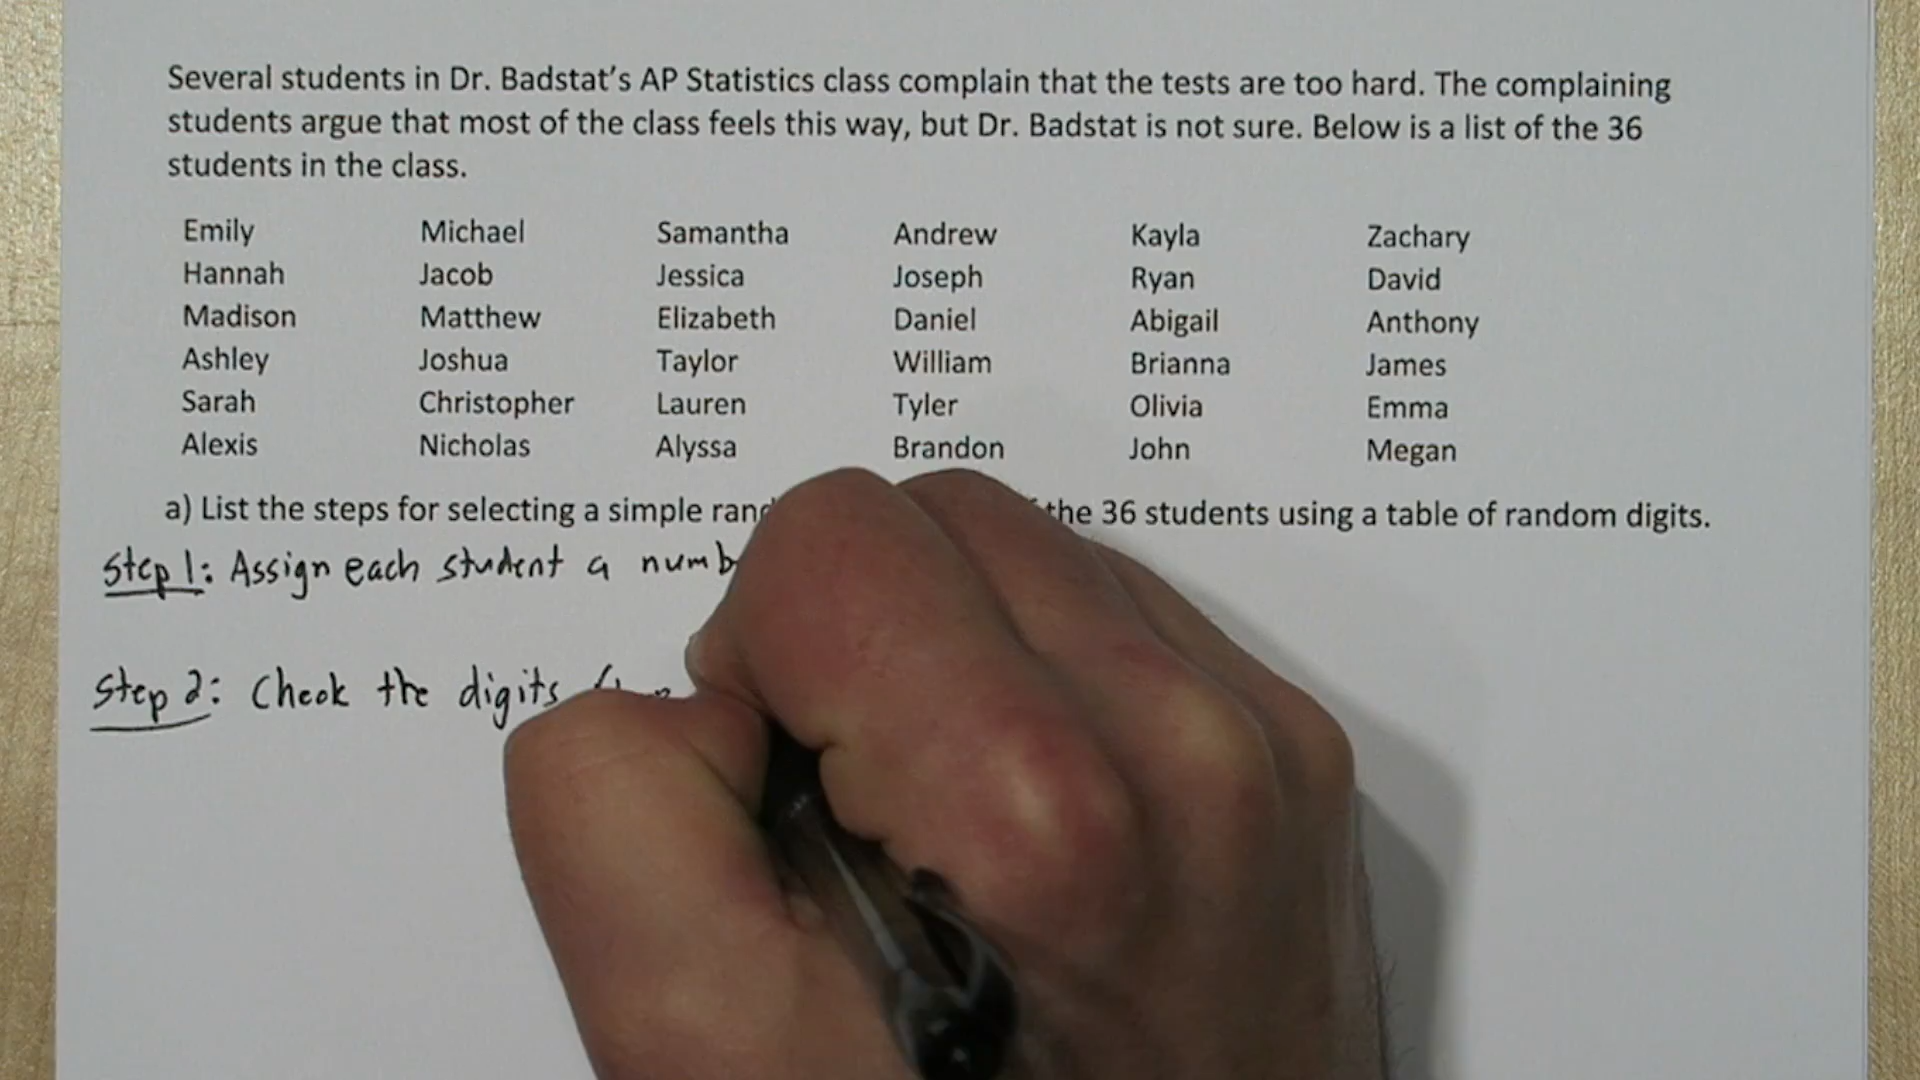 Several students in Dr. Badstat's AP Statistics class complain that the tests are too hard. The complaining
students argue that most of the class feels this way, but Dr. Badstat is not sure. Below is a list of the 36
students in the class.
Emily Michael Samantha Andrew Kayla Zachary
Hannah Jacob Jessica Joseph Ryan David
Madison Matthew Elizabeth Daniel Abigail Anthony
Ashley Joshua Taylor William Brianna James
Sarah Christopher Lauren Tyler Olivia Emma
Alexis Nicholas Alyssa Brandon John Megan
a) List the steps for selecting a simple the 36 students using a table of random digits.
Step 1: Assign each student a
Step 2: Check the digits